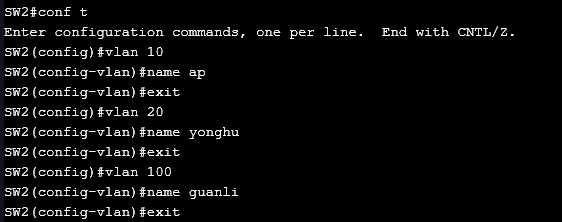 SW2#conf t
Enter configuration commands, one per line.  End with CNTL/Z.
SW2(config)#vlan 10
SW2(config-vlan)#name ap
SW2(config-vlan)#exit
SW2(config)#vlan 20
SW2(config-vlan)#name yonghu
SW2(config-vlan)#exit
SW2(config)#vlan 100
SW2(config-vlan)#name guanli
SW2(config-vlan)#exit